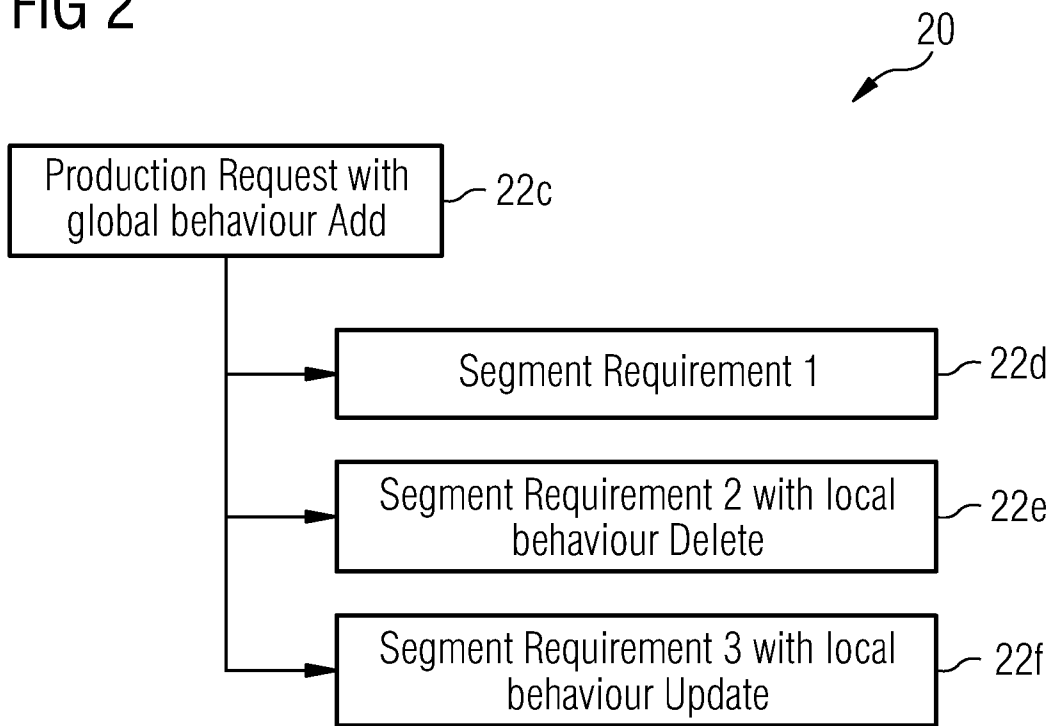 FIG 2
20
Production Request with
global behaviour Add
22c
Segment Requirement 1
22d
Segment Requirement 2 with local
behaviour Delete
22e
Segment Requirement 3 with local
behaviour Update
22f